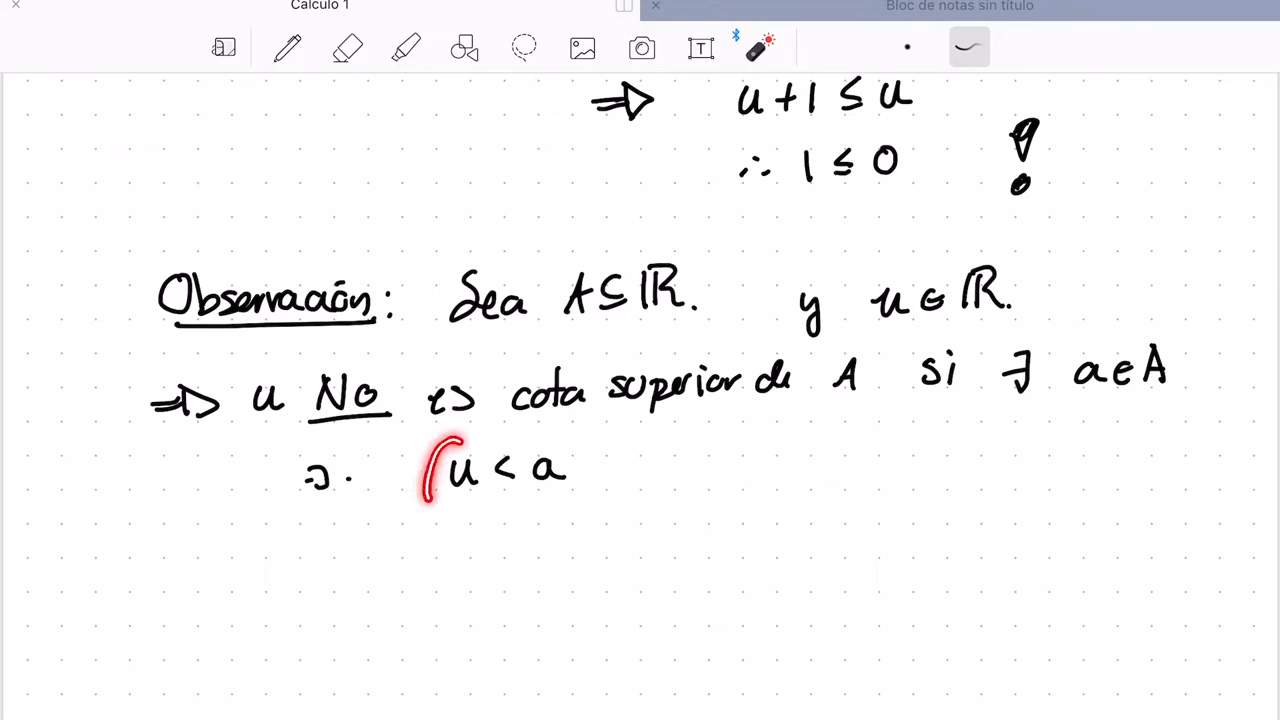 Calculo 1
Bloc de notas sin título
T
⇒ u + 1 ≤ u
∴ 1 ≤ 0 !
Observación: Sea A ⊆ ℝ. y u ∈ ℝ.
⇒ u No es cota superior de A si ∃ a ∈ A
∋. u < a